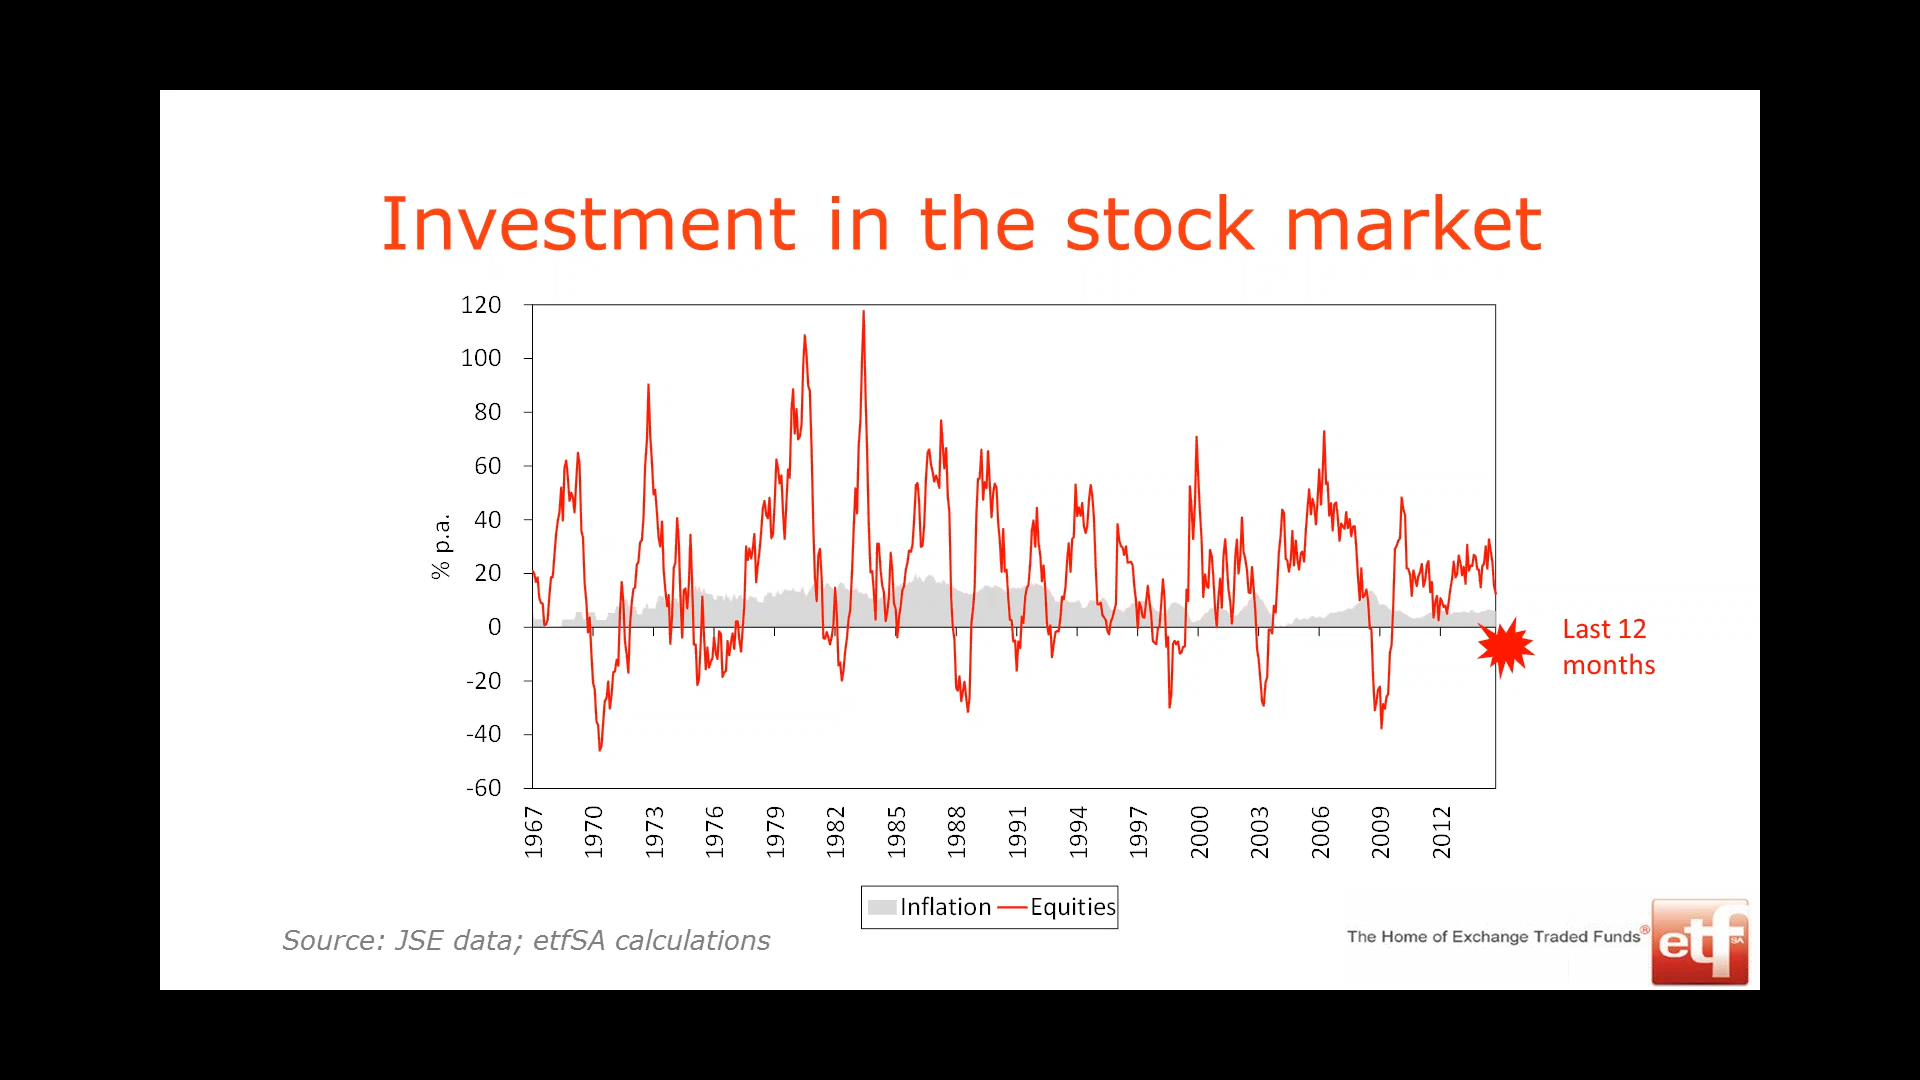 Investment in the stock market
120
100
80
60
40
20
0
-20
-40
-60
% p.a.
1967
1970
1973
1976
1979
1982
1985
1988
1991
1994
1997
2000
2003
2006
2009
2012
Last 12
months
Inflation Equities
Source: JSE data; etfSA calculations
The Home of Exchange Traded Funds®
etf
SA